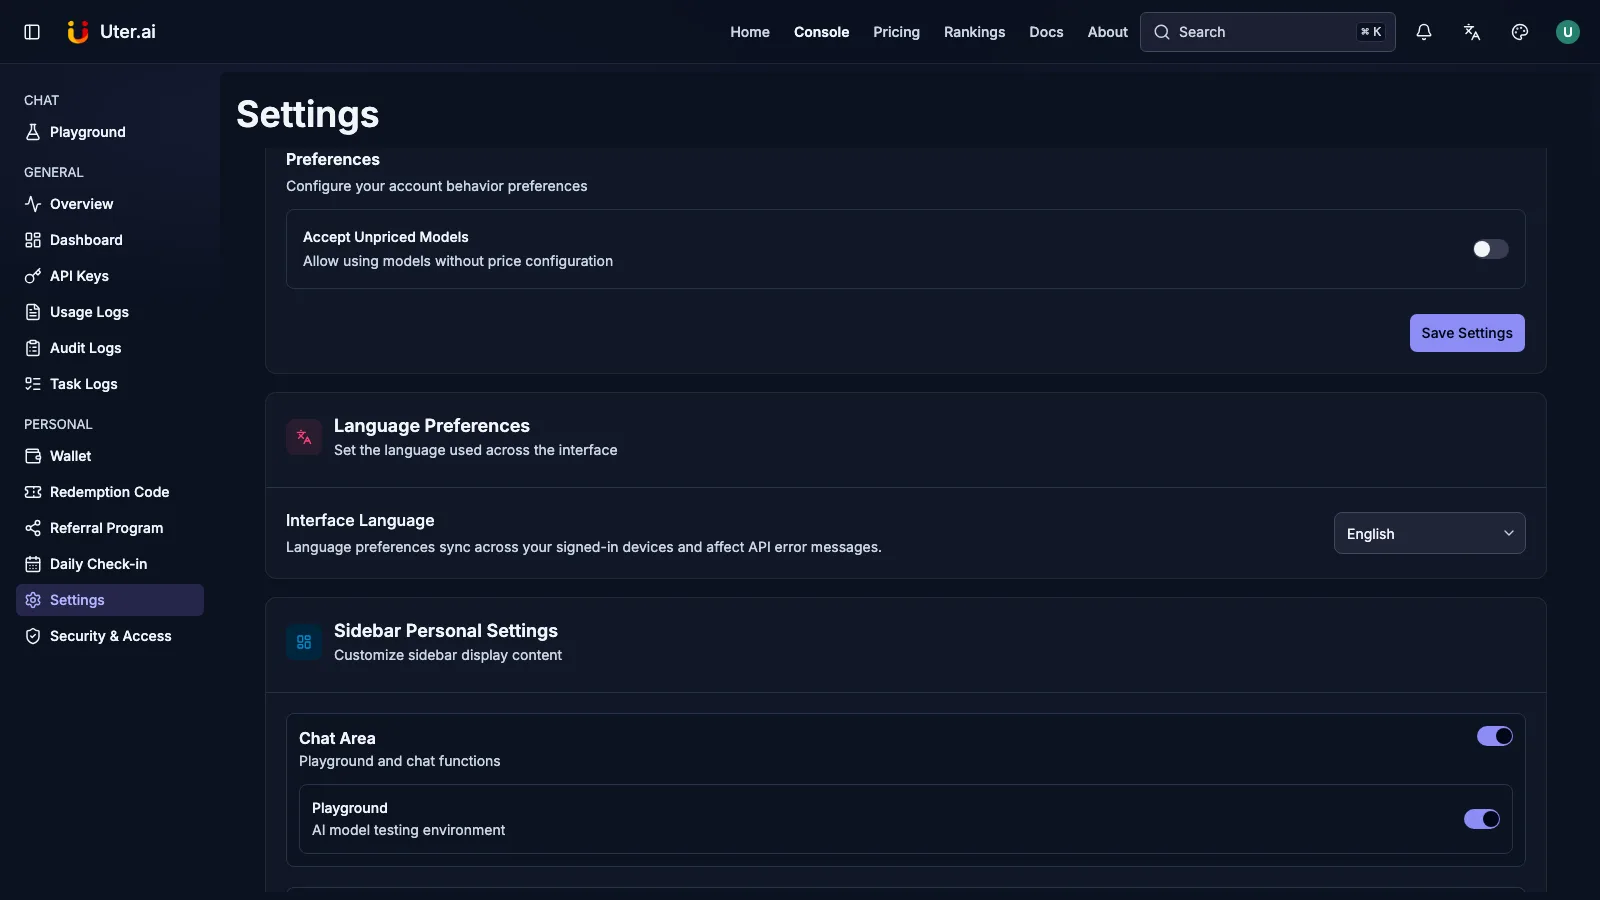 Uter.ai
Home
Console
Pricing
Rankings
Docs
About
Search
⌘ K
U
CHAT
Playground
GENERAL
Overview
Dashboard
API Keys
Usage Logs
Audit Logs
Task Logs
PERSONAL
Wallet
Redemption Code
Referral Program
Daily Check-in
Settings
Security & Access
Settings
Preferences
Configure your account behavior preferences
Accept Unpriced Models
Allow using models without price configuration
Save Settings
Language Preferences
Set the language used across the interface
Interface Language
Language preferences sync across your signed-in devices and affect API error messages.
English
Sidebar Personal Settings
Customize sidebar display content
Chat Area
Playground and chat functions
Playground
AI model testing environment